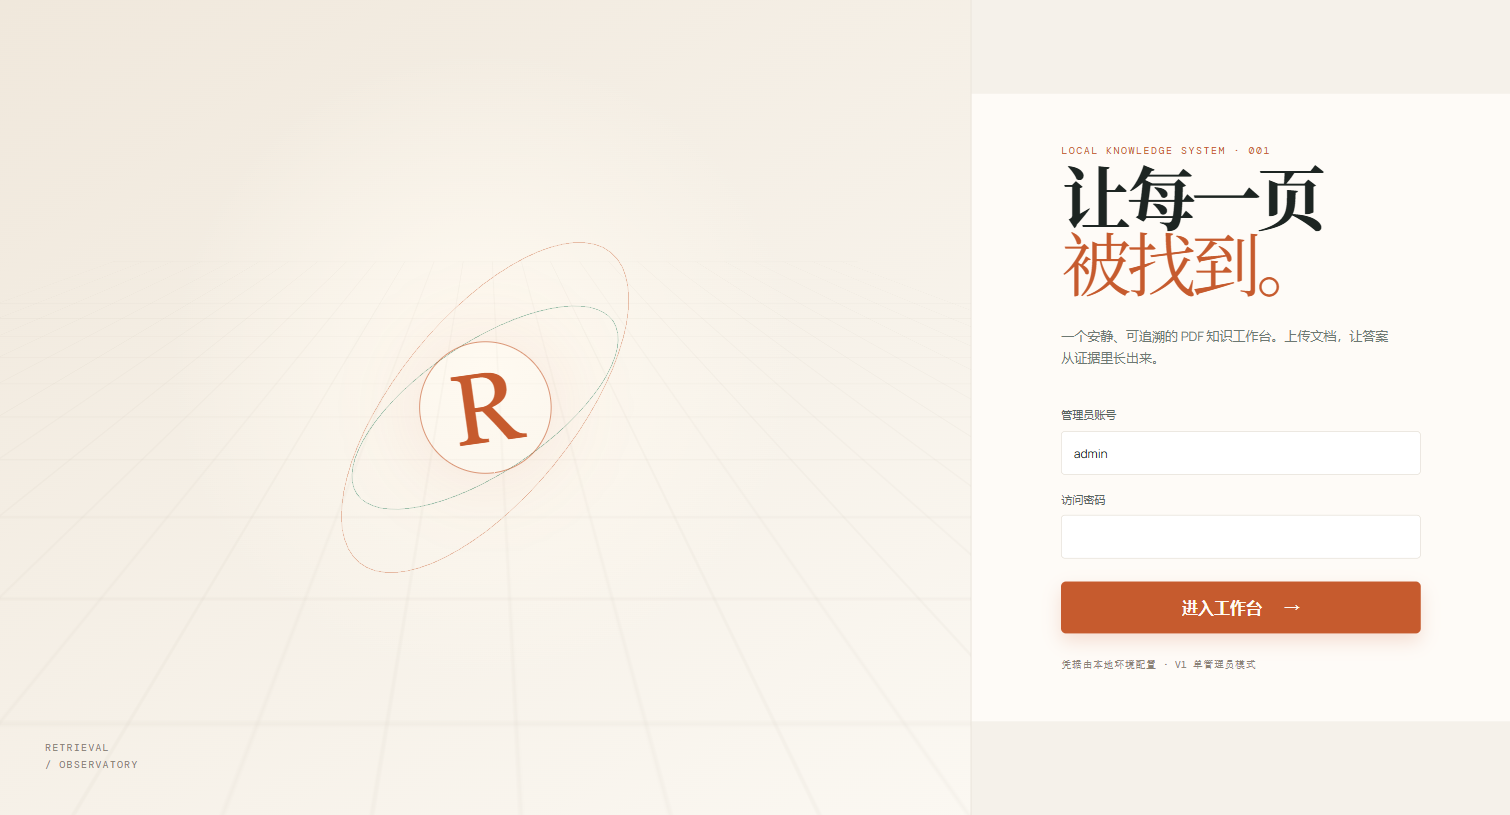 R
RETRIEVAL
/ OBSERVATORY
LOCAL KNOWLEDGE SYSTEM · 001
让每一页
被找到。
一个安静、可追溯的 PDF 知识工作台。上传文档，让答案
从证据里长出来。
管理员账号
admin
访问密码
进入工作台 →
凭据由本地环境配置 · V1 单管理员模式